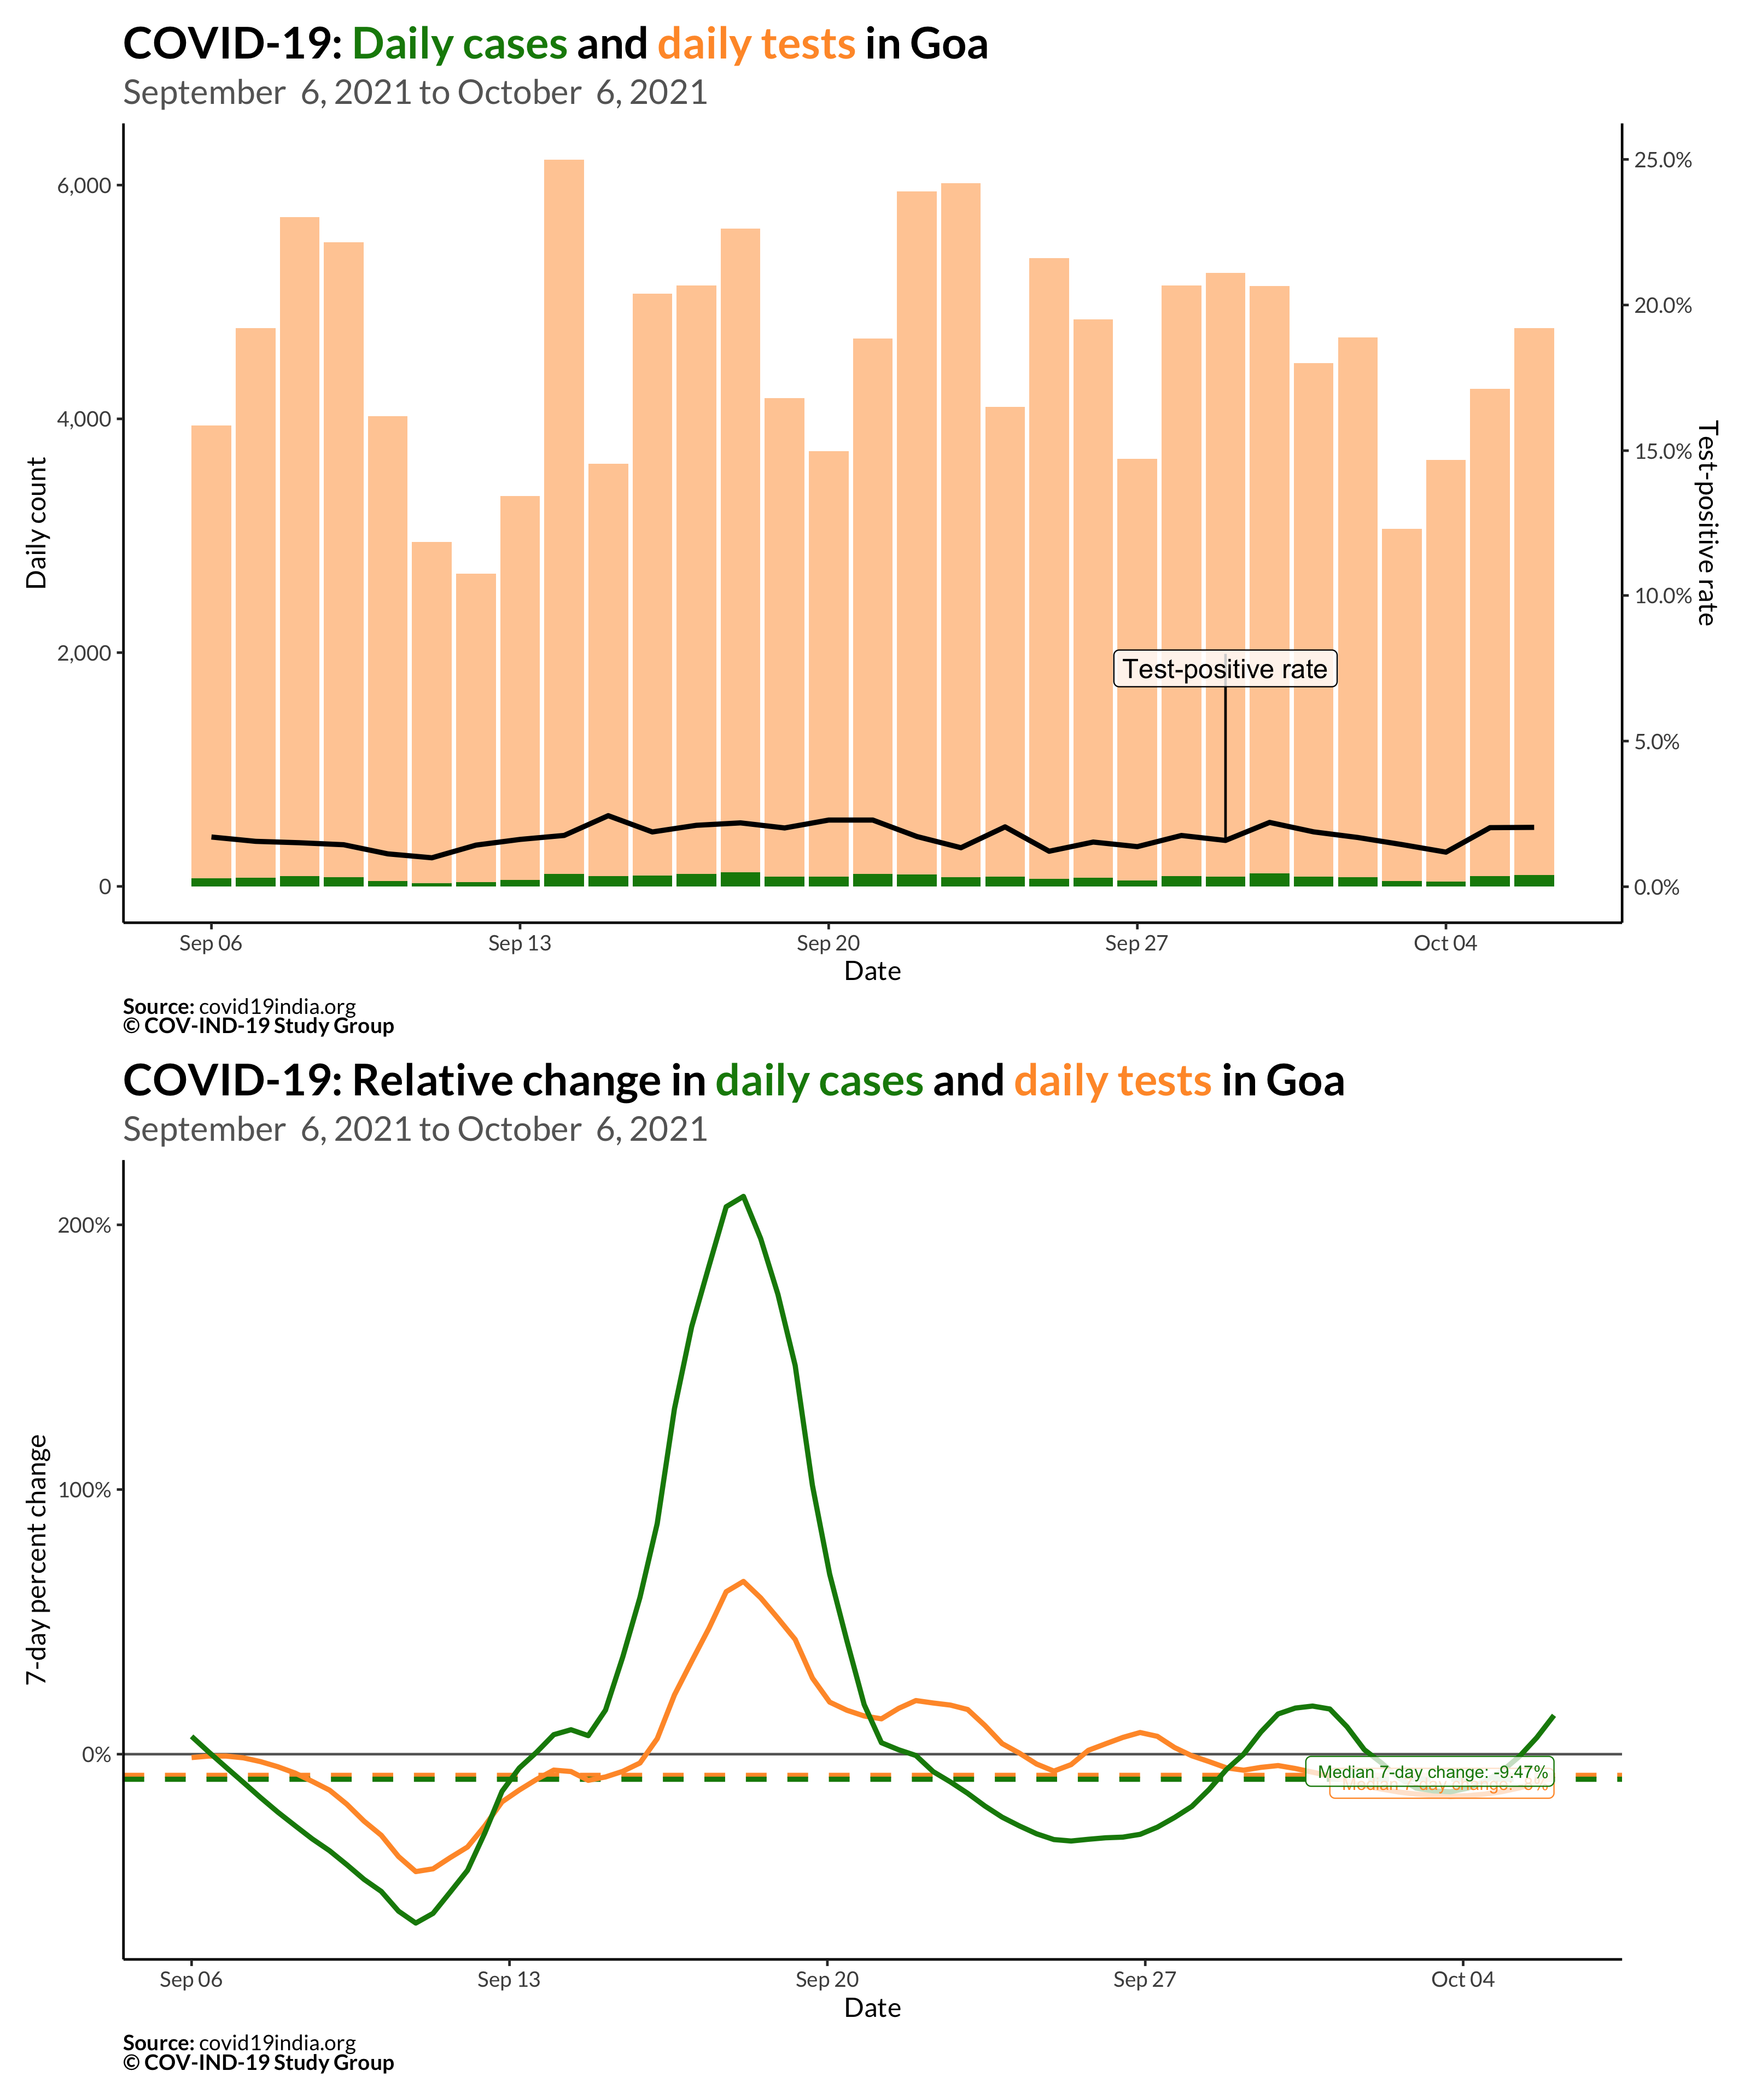 COVID-19: Daily cases and daily tests in Goa
September 6, 2021 to October 6, 2021
Daily count
6,000
4,000
2,000
0
25.0%
20.0%
15.0%
10.0%
5.0%
0.0%
Test-positive rate
Test-positive rate
Sep 06
Sep 13
Sep 20
Sep 27
Oct 04
Date
Source: covid19india.org
© COV-IND-19 Study Group
COVID-19: Relative change in daily cases and daily tests in Goa
September 6, 2021 to October 6, 2021
7-day percent change
200%
100%
0%
Median 7-day change: -9.47%
Median 7-day change:
Sep 06
Sep 13
Sep 20
Sep 27
Oct 04
Date
Source: covid19india.org
© COV-IND-19 Study Group